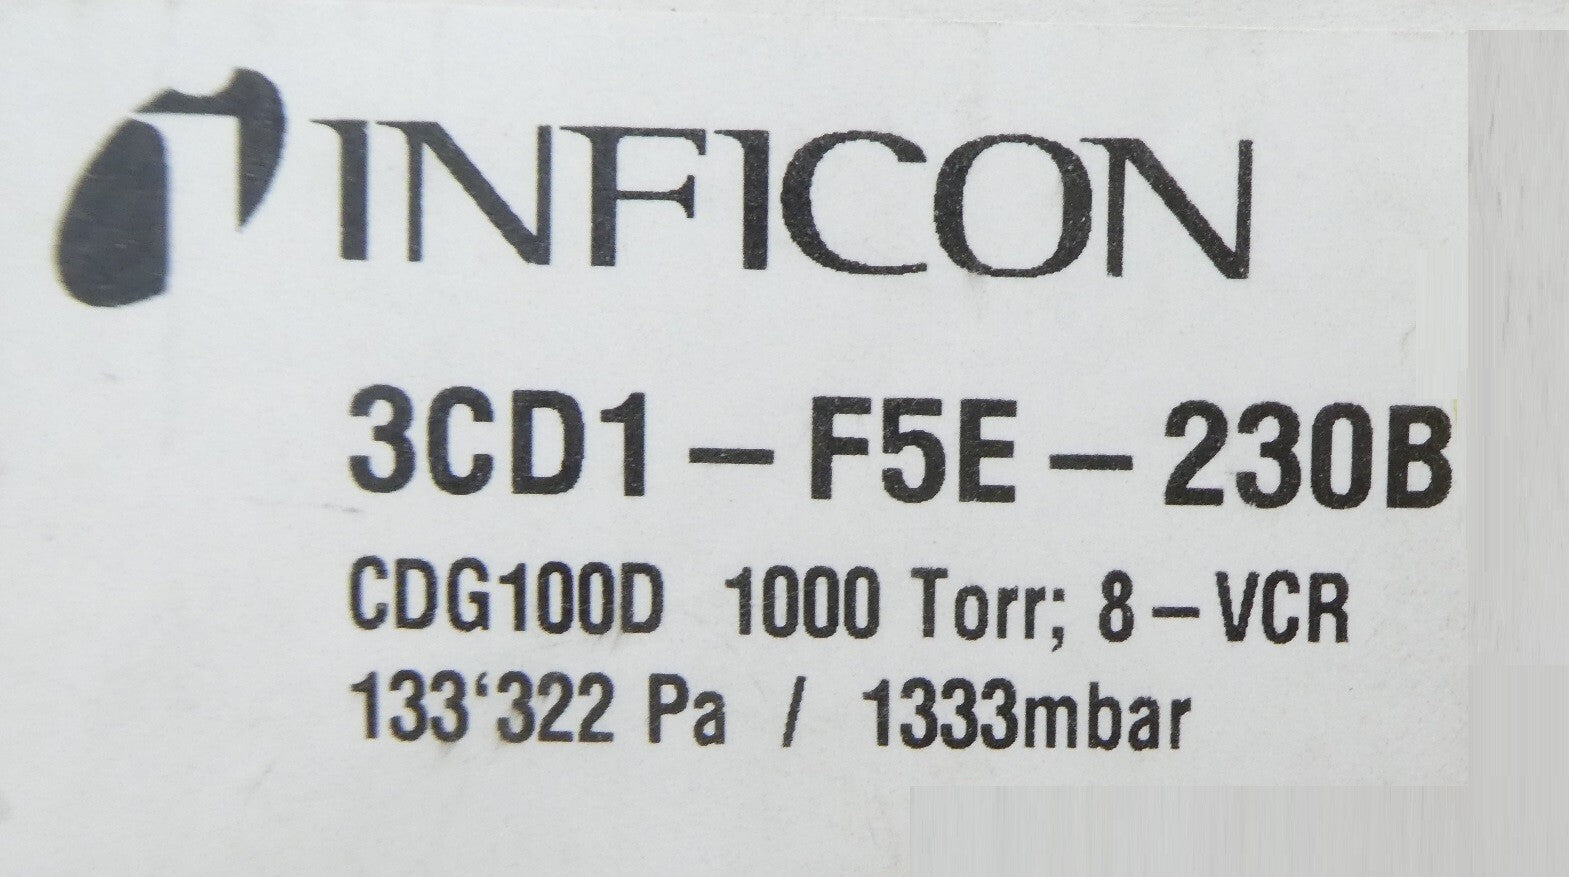 INFICON
3CD1-F5E-230B
CDG100D 1000 Torr; 8-VCR
133‘322 Pa / 1333mbar